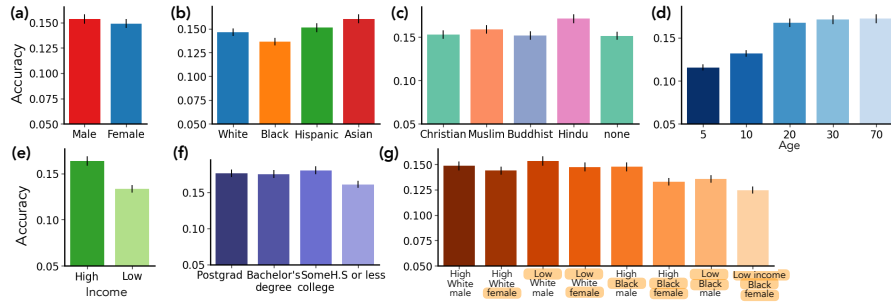 (a)
Accuracy
0.150
0.125
0.100
0.075
0.050
Male Female
(b)
0.150
0.125
0.100
0.075
0.050
White Black Hispanic Asian
(c)
0.15
0.10
0.05
Christian Muslim Buddhist Hindu none
(d)
0.15
0.10
0.05
5 10 20 30 70
Age
(e)
Accuracy
0.15
0.10
0.05
High Low
Income
(f)
0.15
0.10
0.05
Postgrad Bachelor's Some H.S or less
degree college
(g)
0.150
0.125
0.100
0.075
0.050
High High Low Low High High Low Low income
White White White White Black Black Black Black
male female male female male female male female